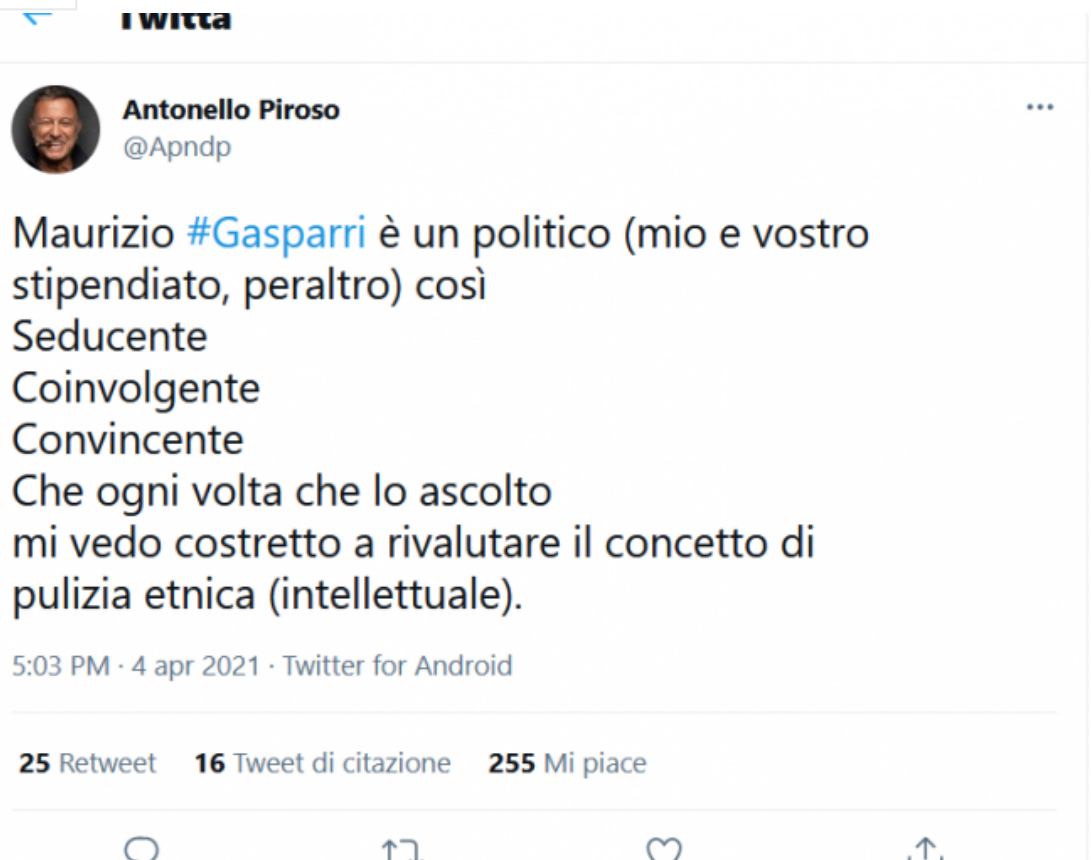 Twitta
Antonello Piroso
@Apndp
Maurizio #Gasparri è un politico (mio e vostro
stipendiato, peraltro) così
Seducente
Coinvolgente
Convincente
Che ogni volta che lo ascolto
mi vedo costretto a rivalutare il concetto di
pulizia etnica (intellettuale).
5:03 PM · 4 apr 2021 · Twitter for Android
25 Retweet 16 Tweet di citazione 255 Mi piace